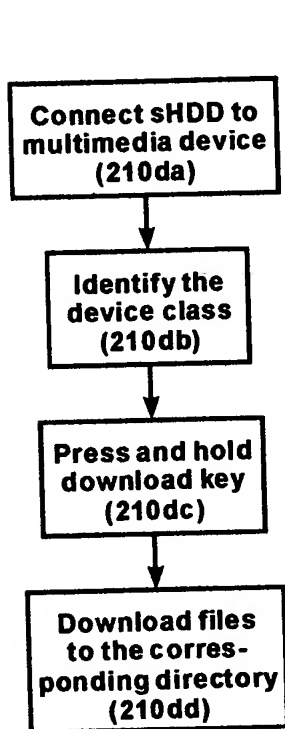 Connect sHDD to
multimedia device
(210da)
Identify the
device class
(210db)
Press and hold
download key
(210dc)
Download files
to the corres-
ponding directory
(210dd)